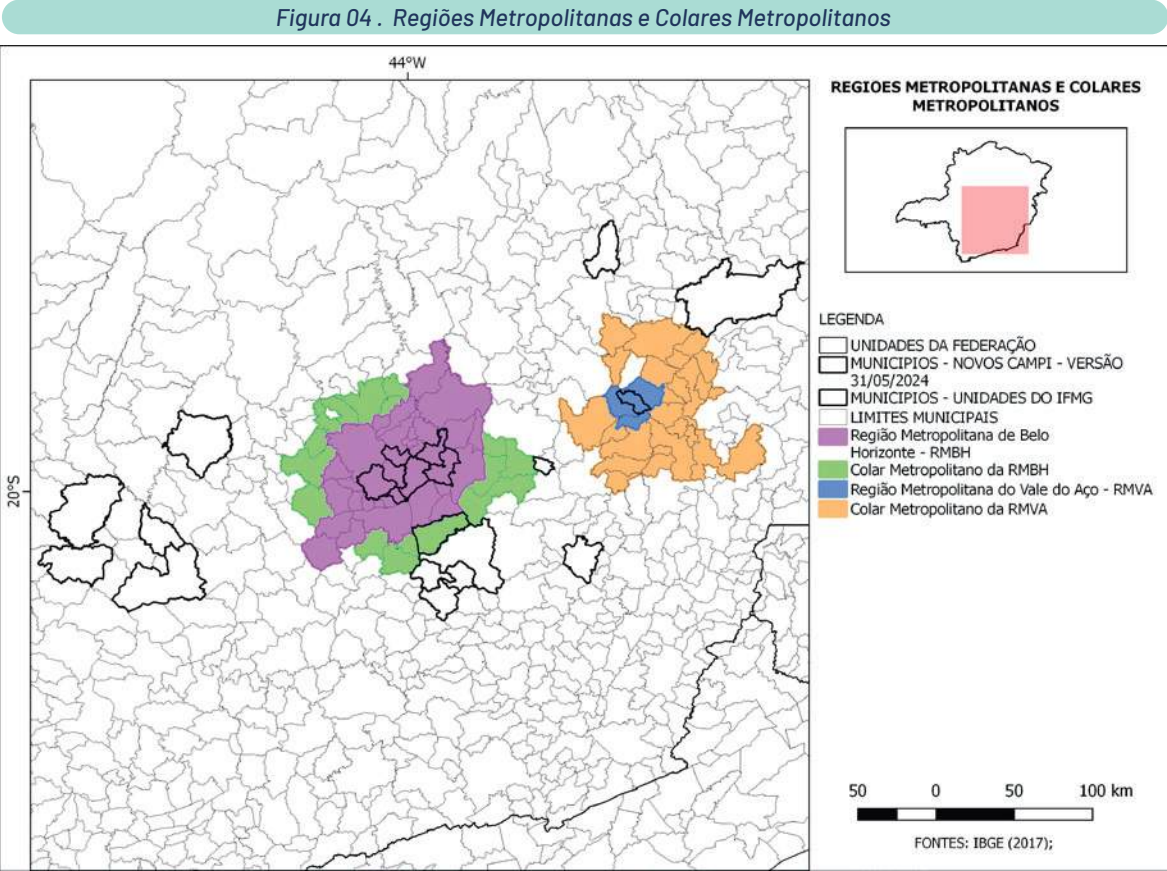 Figura 04 . Regiões Metropolitanas e Colares Metropolitanos
44°W
20°S
REGIOES METROPOLITANAS E COLARES
METROPOLITANOS
LEGENDA
UNIDADES DA FEDERAÇÃO
MUNICIPIOS - NOVOS CAMPI - VERSÃO
31/05/2024
MUNICIPIOS - UNIDADES DO IFMG
LIMITES MUNICIPAIS
Região Metropolitana de Belo
Horizonte - RMBH
Colar Metropolitano da RMBH
Região Metropolitana do Vale do Aço - RMVA
Colar Metropolitano da RMVA
50 0 50 100 km
FONTES: IBGE (2017);